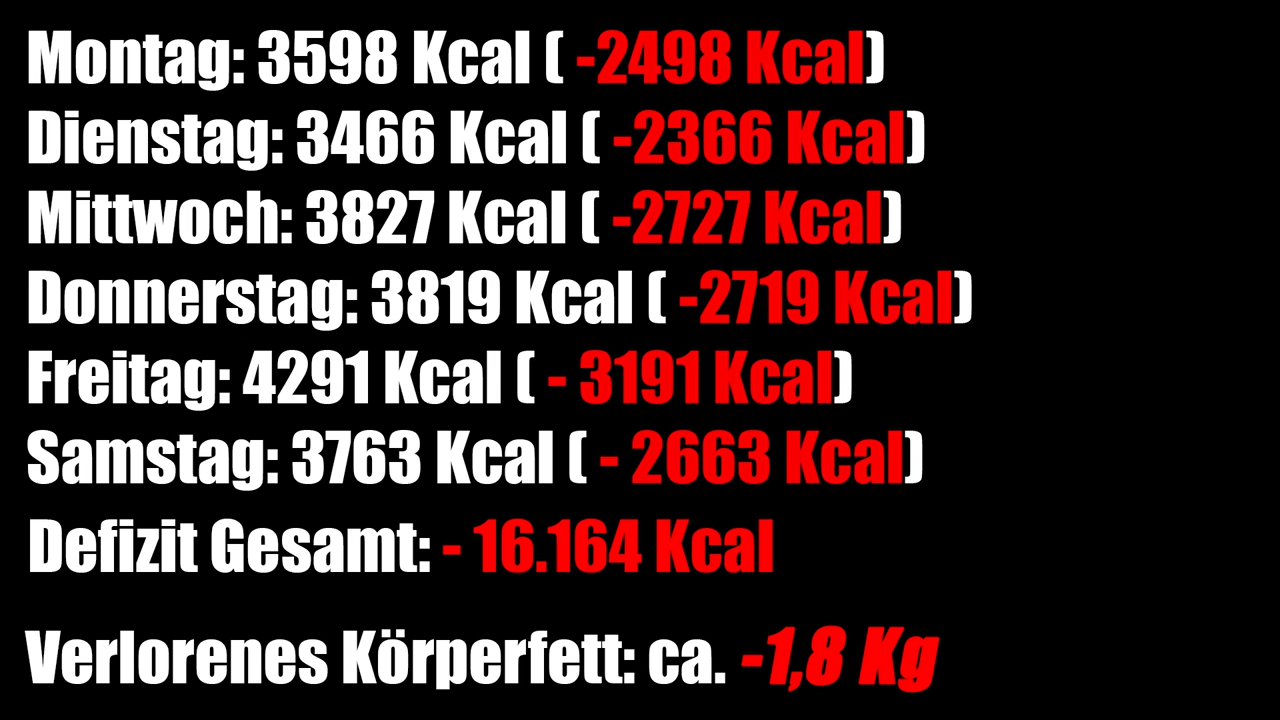 Montag: 3598 Kcal ( -2498 Kcal)
Dienstag: 3466 Kcal ( -2366 Kcal)
Mittwoch: 3827 Kcal ( -2727 Kcal)
Donnerstag: 3819 Kcal ( -2719 Kcal)
Freitag: 4291 Kcal ( - 3191 Kcal)
Samstag: 3763 Kcal ( - 2663 Kcal)
Defizit Gesamt: - 16.164 Kcal
Verlorenes Körperfett: ca. -1,8 Kg